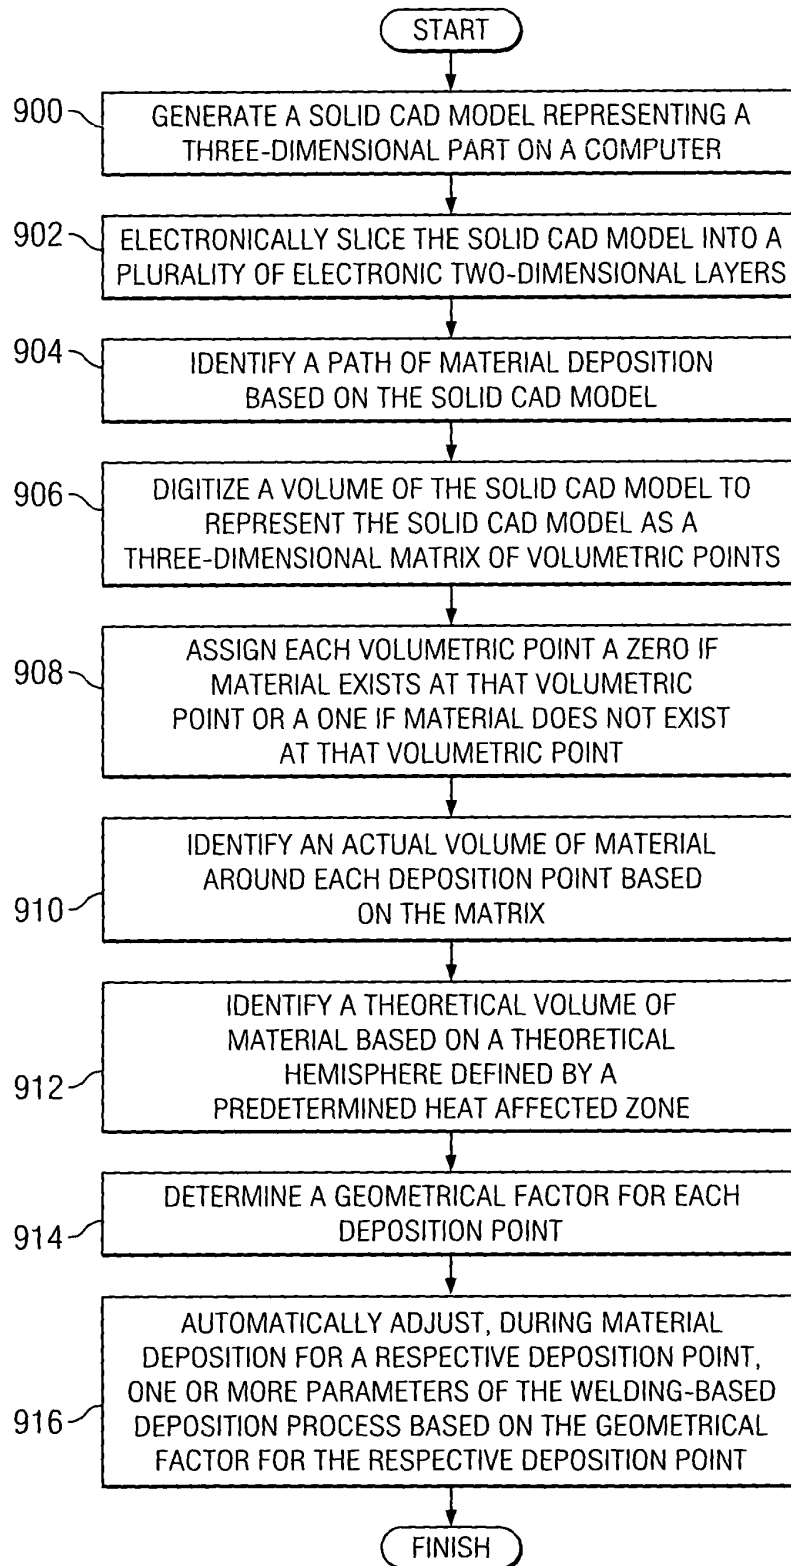 START
900
GENERATE A SOLID CAD MODEL REPRESENTING A
THREE-DIMENSIONAL PART ON A COMPUTER
902
ELECTRONICALLY SLICE THE SOLID CAD MODEL INTO A
PLURALITY OF ELECTRONIC TWO-DIMENSIONAL LAYERS
904
IDENTIFY A PATH OF MATERIAL DEPOSITION
BASED ON THE SOLID CAD MODEL
906
DIGITIZE A VOLUME OF THE SOLID CAD MODEL TO
REPRESENT THE SOLID CAD MODEL AS A
THREE-DIMENSIONAL MATRIX OF VOLUMETRIC POINTS
908
ASSIGN EACH VOLUMETRIC POINT A ZERO IF
MATERIAL EXISTS AT THAT VOLUMETRIC
POINT OR A ONE IF MATERIAL DOES NOT EXIST
AT THAT VOLUMETRIC POINT
910
IDENTIFY AN ACTUAL VOLUME OF MATERIAL
AROUND EACH DEPOSITION POINT BASED
ON THE MATRIX
912
IDENTIFY A THEORETICAL VOLUME OF
MATERIAL BASED ON A THEORETICAL
HEMISPHERE DEFINED BY A
PREDETERMINED HEAT AFFECTED ZONE
914
DETERMINE A GEOMETRICAL FACTOR FOR EACH
DEPOSITION POINT
916
AUTOMATICALLY ADJUST, DURING MATERIAL
DEPOSITION FOR A RESPECTIVE DEPOSITION POINT,
ONE OR MORE PARAMETERS OF THE WELDING-BASED
DEPOSITION PROCESS BASED ON THE GEOMETRICAL
FACTOR FOR THE RESPECTIVE DEPOSITION POINT
FINISH